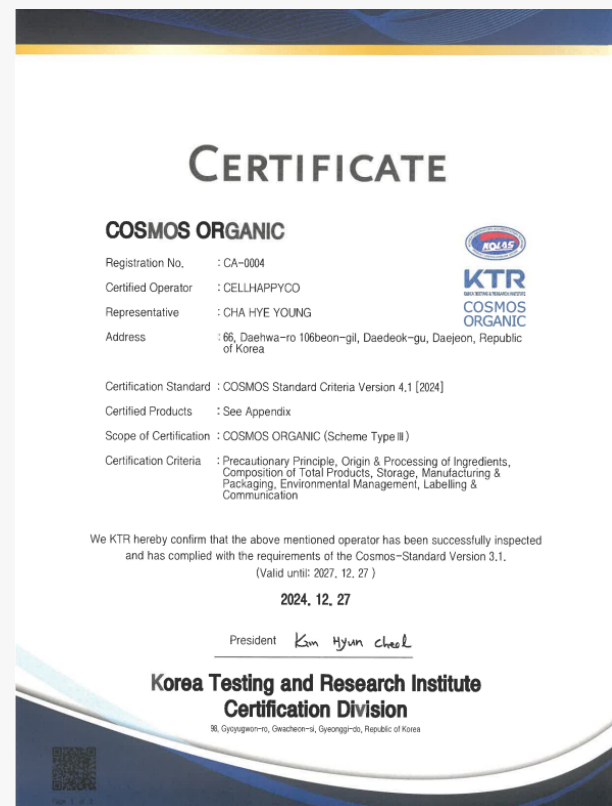 CERTIFICATE
COSMOS ORGANIC
KOLAS
KTR
KOREA TESTING & RESEARCH INSTITUTE
COSMOS
ORGANIC
Registration No. : CA-0004
Certified Operator : CELLHAPPYCO
Representative : CHA HYE YOUNG
Address : 66, Daehwa-ro 106beon-gil, Daedeok-gu, Daejeon, Republic
of Korea
Certification Standard : COSMOS Standard Criteria Version 4.1 [2024]
Certified Products : See Appendix
Scope of Certification : COSMOS ORGANIC (Scheme Type Ⅲ)
Certification Criteria : Precautionary Principle, Origin & Processing of Ingredients,
Composition of Total Products, Storage, Manufacturing &
Packaging, Environmental Management, Labelling &
Communication
We KTR hereby confirm that the above mentioned operator has been successfully inspected
and has complied with the requirements of the Cosmos-Standard Version 3.1.
(Valid until: 2027. 12. 27 )
2024. 12. 27
President Kim Hyun Cheol
Korea Testing and Research Institute
Certification Division
98, Gyoyugwon-ro, Gwacheon-si, Gyeonggi-do, Republic of Korea